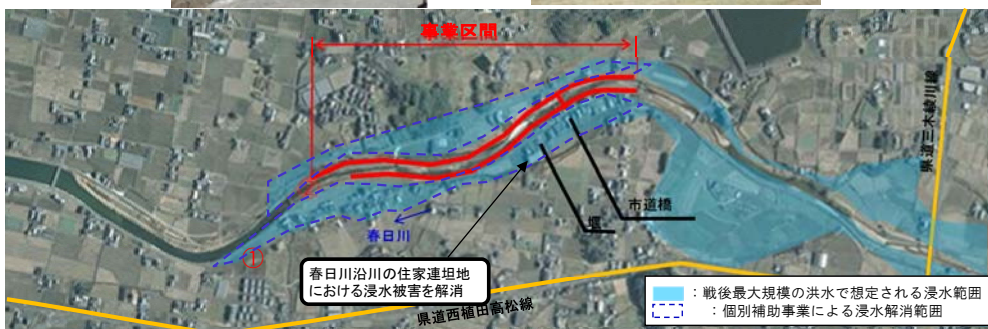 事業区間
県道三木綾川線
市道橋
堰
春日川
①
春日川沿川の住家連坦地
における浸水被害を解消
県道西植田高松線
：戦後最大規模の洪水で想定される浸水範囲
：個別補助事業による浸水解消範囲